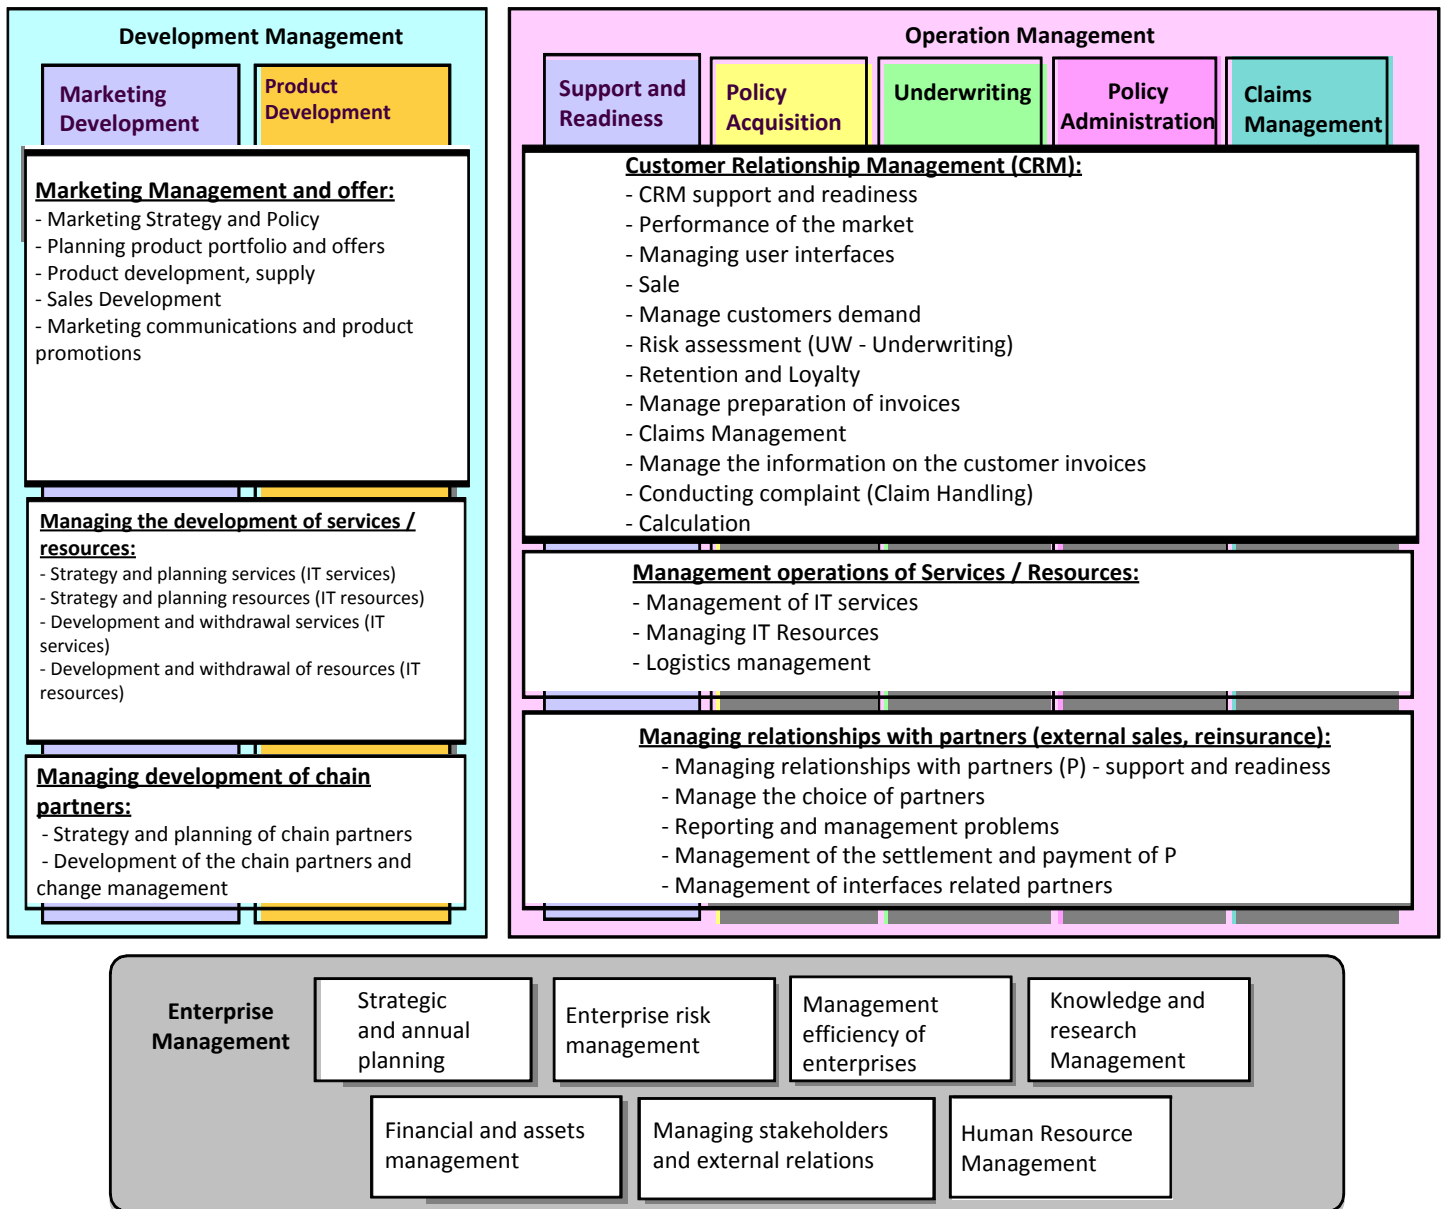 Development Management
Marketing
Development
Product
Development
Marketing Management and offer:
- Marketing Strategy and Policy
- Planning product portfolio and offers
- Product development, supply
- Sales Development
- Marketing communications and product
promotions
Managing the development of services /
resources:
- Strategy and planning services (IT services)
- Strategy and planning resources (IT resources)
- Development and withdrawal services (IT
services)
- Development and withdrawal of resources (IT
resources)
Managing development of chain
partners:
- Strategy and planning of chain partners
- Development of the chain partners and
change management
Operation Management
Support and
Readiness
Policy
Acquisition
Underwriting
Policy
Administration
Claims
Management
Customer Relationship Management (CRM):
- CRM support and readiness
- Performance of the market
- Managing user interfaces
- Sale
- Manage customers demand
- Risk assessment (UW - Underwriting)
- Retention and Loyalty
- Manage preparation of invoices
- Claims Management
- Manage the information on the customer invoices
- Conducting complaint (Claim Handling)
- Calculation
Management operations of Services / Resources:
- Management of IT services
- Managing IT Resources
- Logistics management
Managing relationships with partners (external sales, reinsurance):
- Managing relationships with partners (P) - support and readiness
- Manage the choice of partners
- Reporting and management problems
- Management of the settlement and payment of P
- Management of interfaces related partners
Enterprise
Management
Strategic
and annual
planning
Enterprise risk
management
Management
efficiency of
enterprises
Knowledge and
research
Management
Financial and assets
management
Managing stakeholders
and external relations
Human Resource
Management